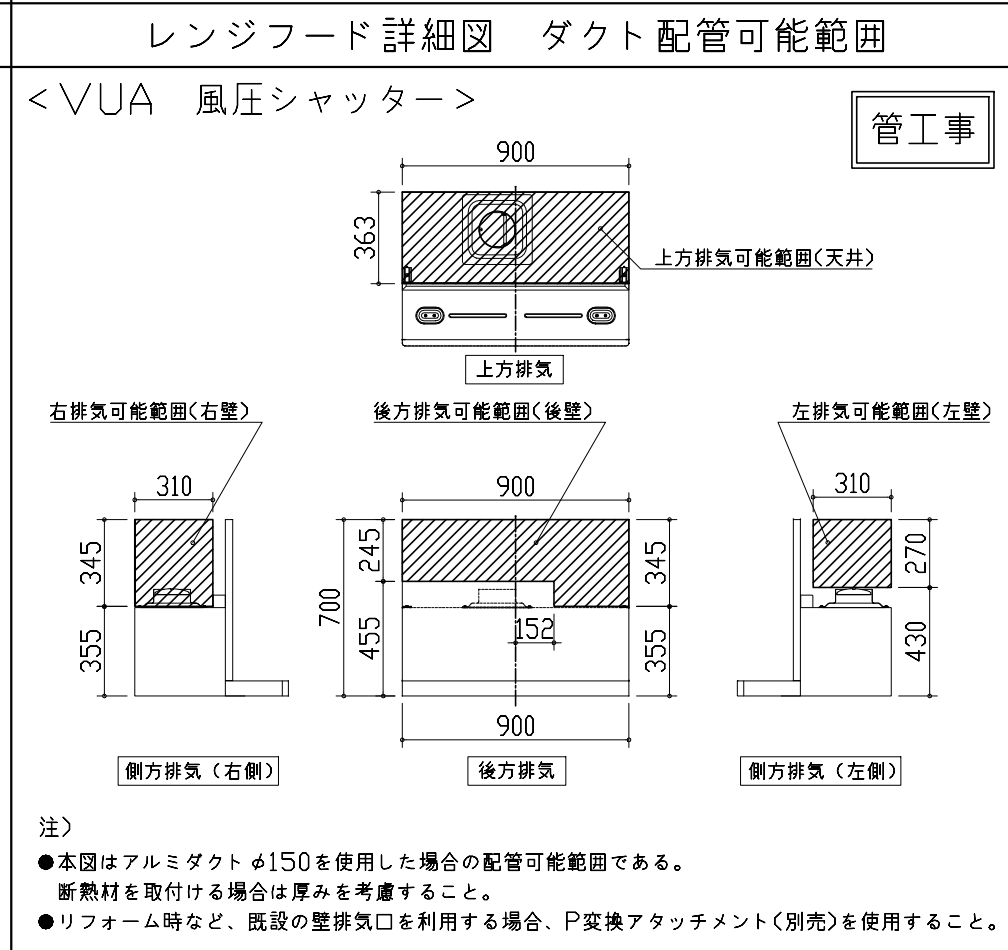 レンジフード詳細図　ダクト配管可能範囲
<VUA　風圧シャッター>
管工事
900
363
上方排気可能範囲(天井)
上方排気
右排気可能範囲(右壁)
後方排気可能範囲(後壁)
左排気可能範囲(左壁)
310
900
310
345
355
700
245
455
152
345
355
270
430
900
側方排気（右側）
後方排気
側方排気（左側）
注）
●本図はアルミダクトφ150を使用した場合の配管可能範囲である。
断熱材を取付ける場合は厚みを考慮すること。
●リフォーム時など、既設の壁排気口を利用する場合、P変換アタッチメント(別売)を使用すること。